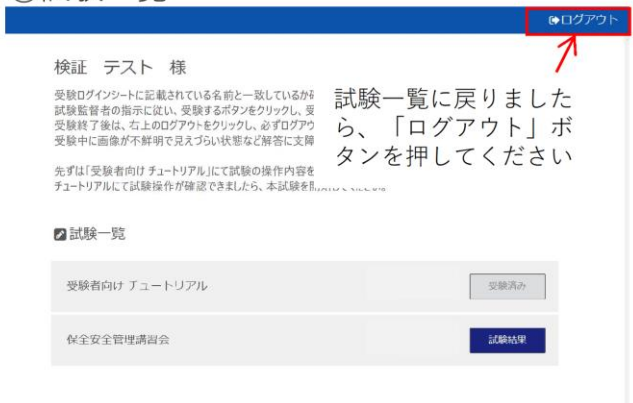 ログアウト
検証 テスト 様
受験ログインシートに記載されている名前と一致しているか
試験監督者の指示に従い、受験するボタンをクリックし、受
受験終了後は、右上のログアウトをクリックし、必ずログアウ
受験中に画像が不鮮明で見えづらい状態など解答に支障
先ずは「受験者向けチュートリアル」にて試験の操作内容を
チュートリアルにて試験操作が確認できましたら、本試験を
試験一覧に戻りました
ら、「ログアウト」ボ
タンを押してください
試験一覧
受験者向け チュートリアル
受験済み
保全安全管理講習会
試験結果